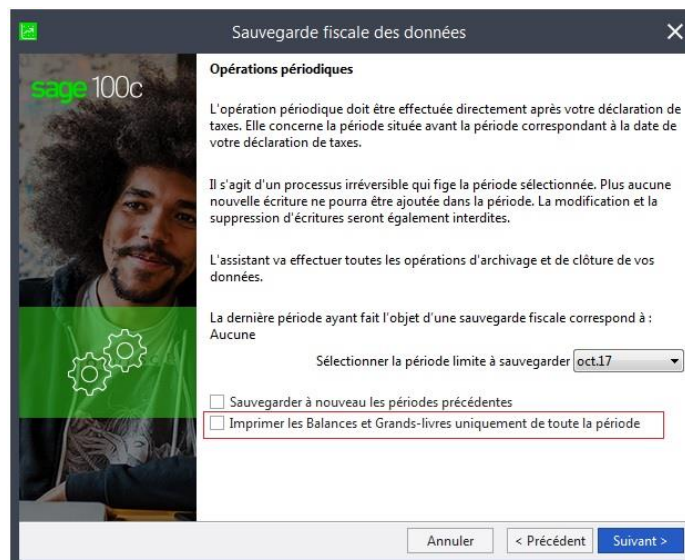 Sauvegarde fiscale des données
sage 100c
Opérations périodiques
L'opération périodique doit être effectuée directement après votre déclaration de
taxes. Elle concerne la période située avant la période correspondant à la date de
votre déclaration de taxes.
Il s'agit d'un processus irréversible qui fige la période sélectionnée. Plus aucune
nouvelle écriture ne pourra être ajoutée dans la période. La modification et la
suppression d'écritures seront également interdites.
L'assistant va effectuer toutes les opérations d'archivage et de clôture de vos
données.
La dernière période ayant fait l'objet d'une sauvegarde fiscale correspond à :
Aucune
Sélectionner la période limite à sauvegarder oct.17
Sauvegarder à nouveau les périodes précédentes
Imprimer les Balances et Grands-livres uniquement de toute la période
Annuler < Précédent Suivant >